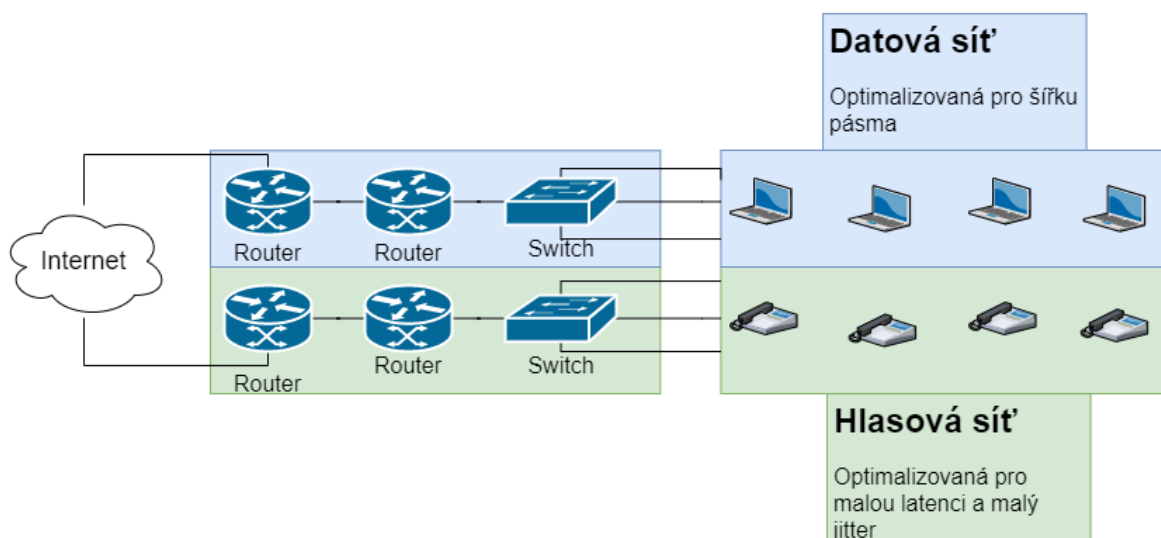 Datová síť
Optimalizovaná pro šířku
pásma
Internet
Router
Router
Switch
Router
Router
Switch
Hlasová síť
Optimalizovaná pro
malou latenci a malý
jitter